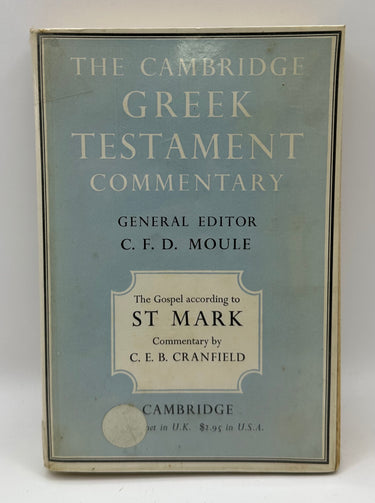 THE CAMBRIDGE
GREEK
TESTAMENT
COMMENTARY
GENERAL EDITOR
C. F. D. MOULE
The Gospel according to
ST MARK
Commentary by
C. E. B. CRANFIELD
CAMBRIDGE
net in U.K. $1.95 in U.S.A.